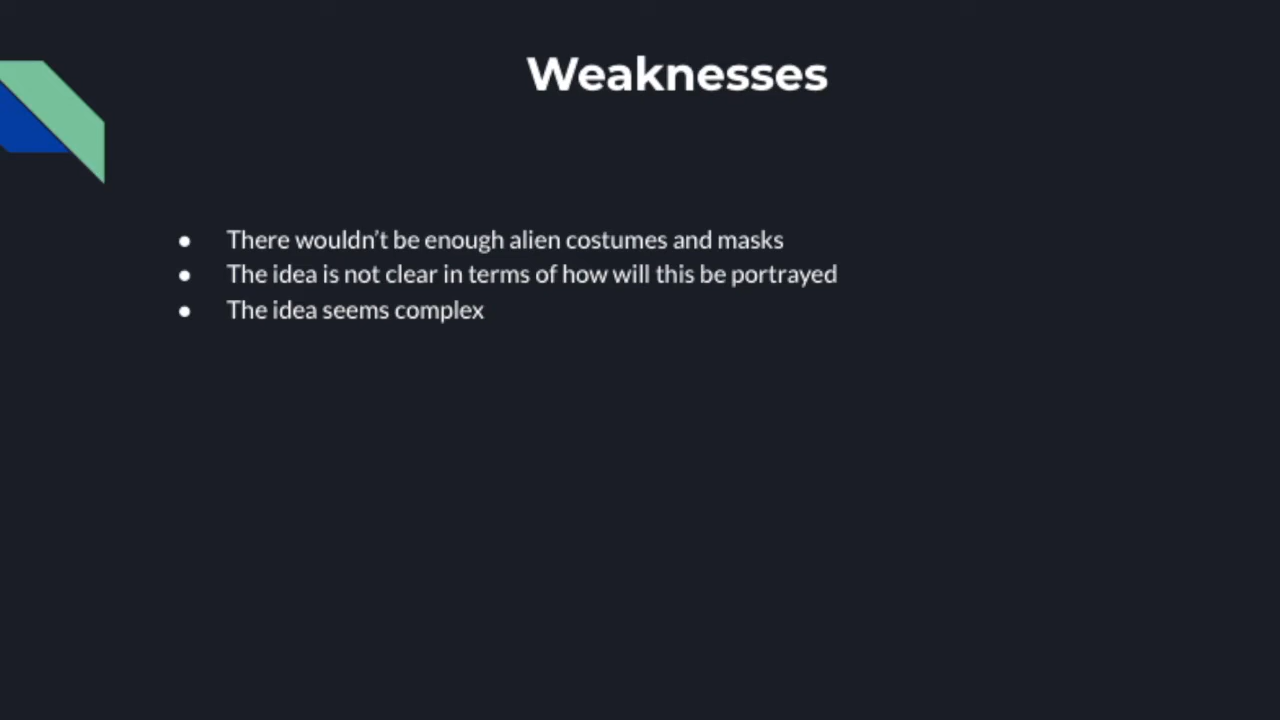 Weaknesses
● There wouldn’t be enough alien costumes and masks
● The idea is not clear in terms of how will this be portrayed
● The idea seems complex